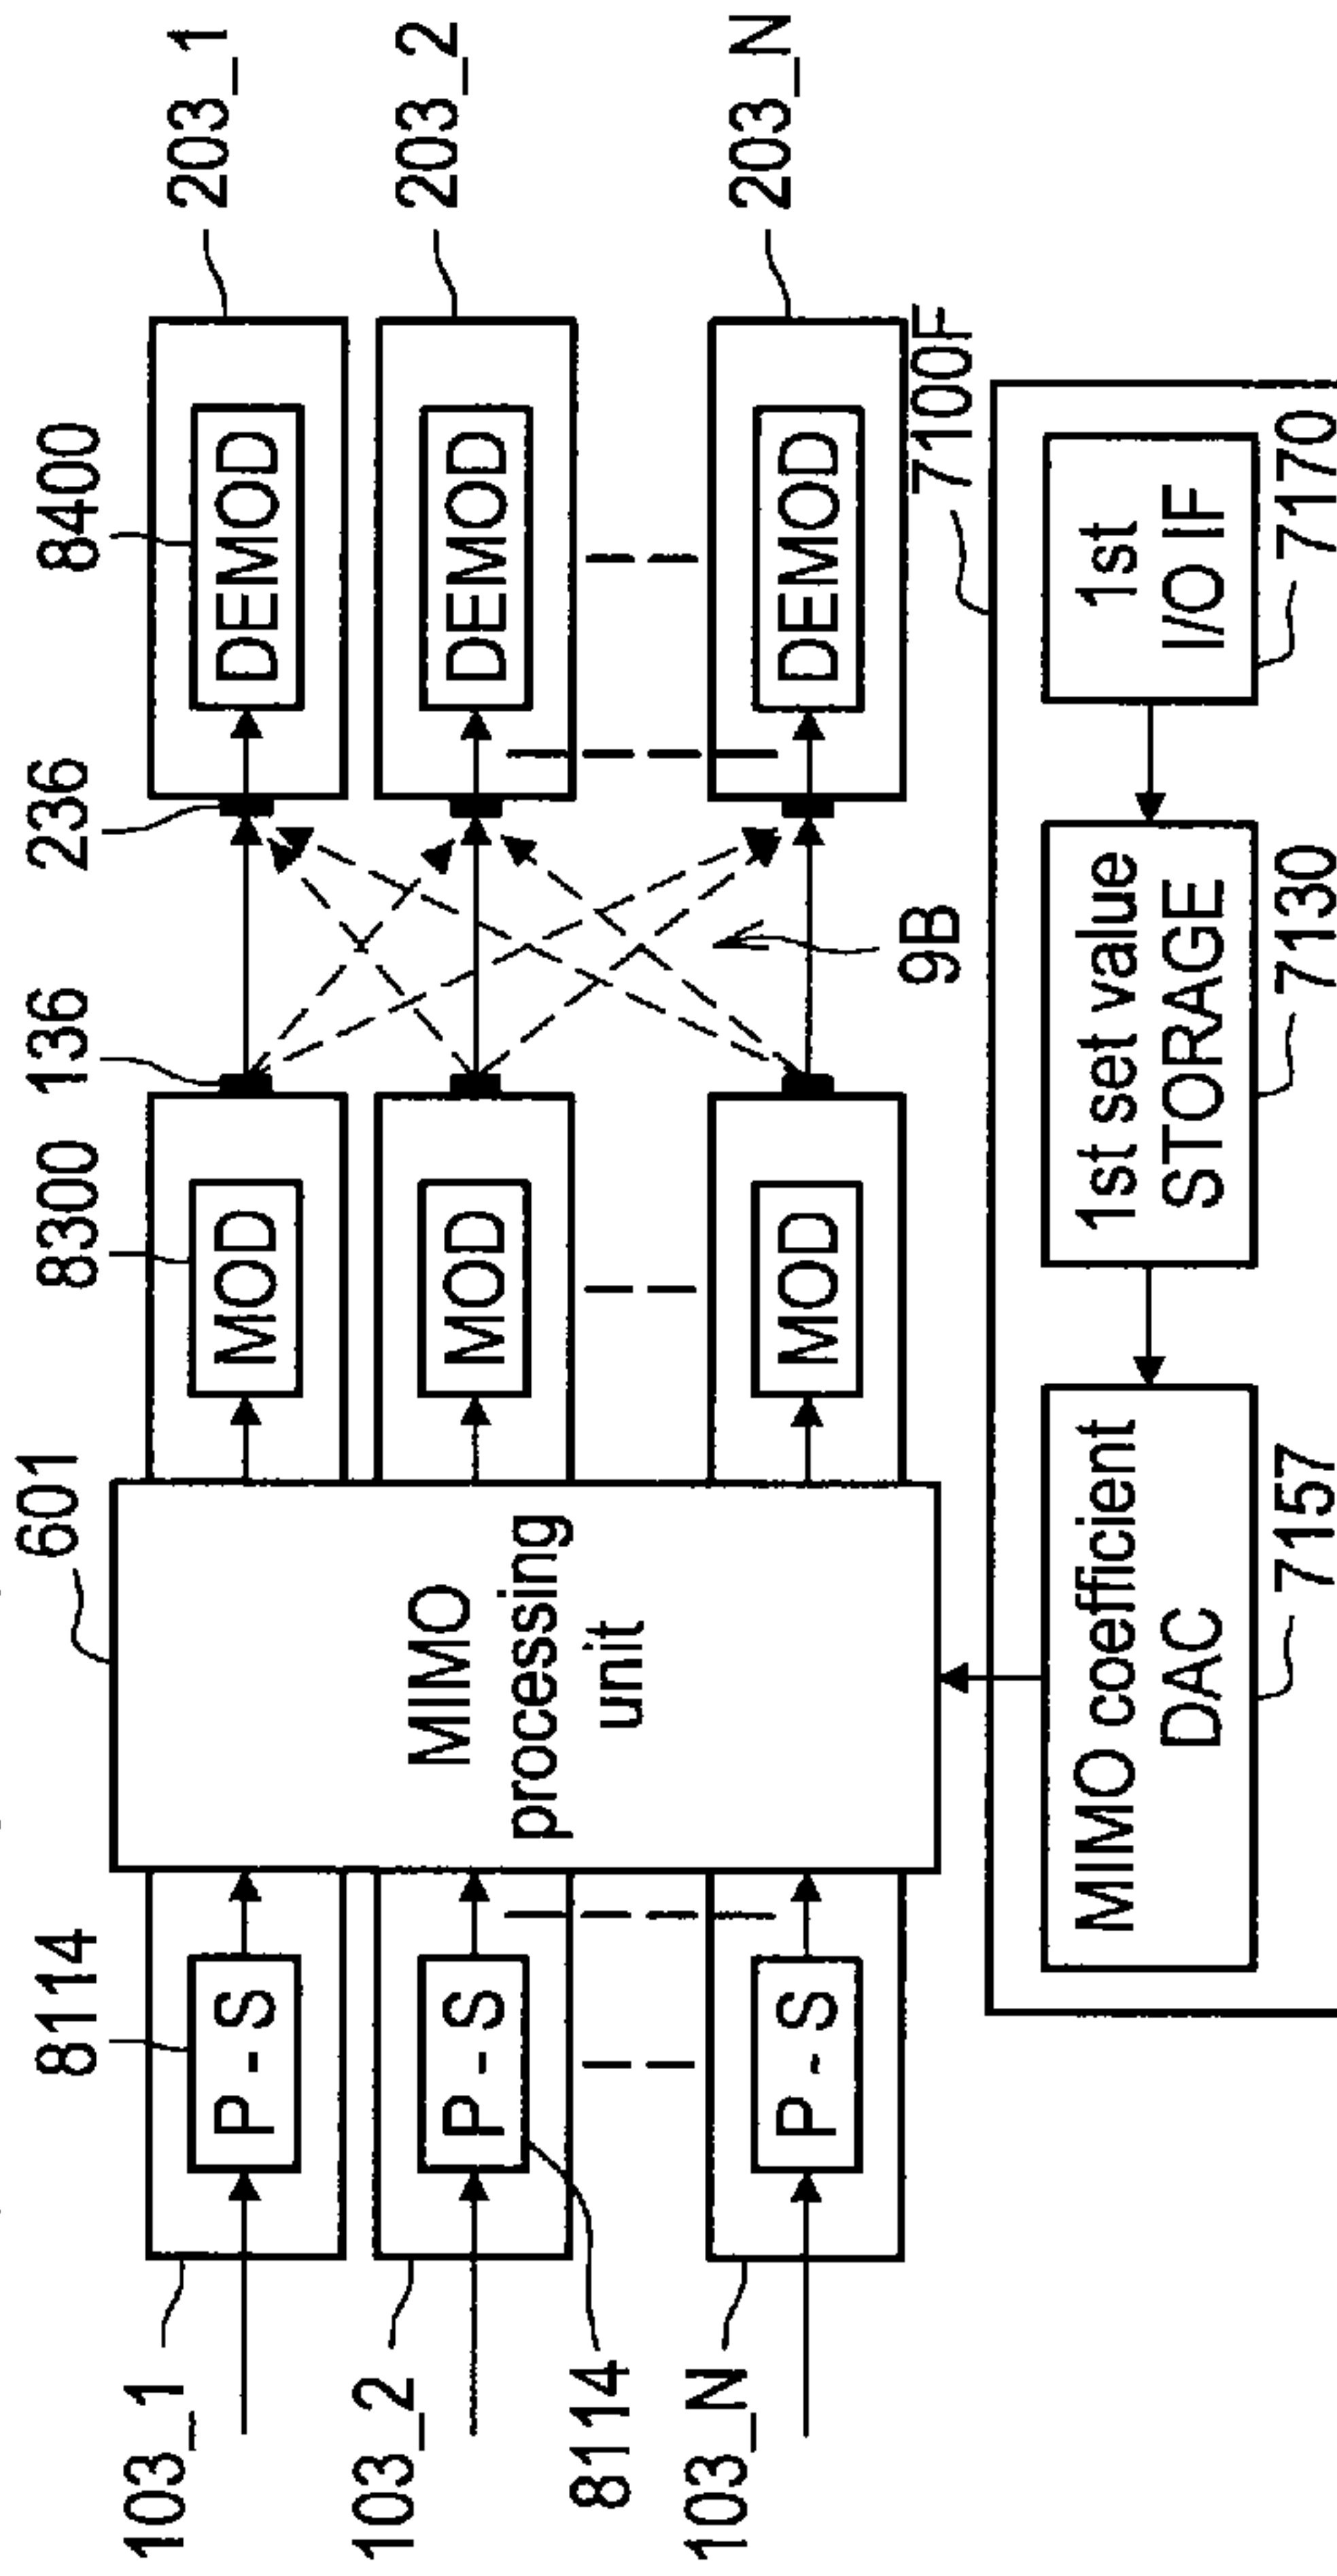 103_1
8114
601
8300
136
236
8400
203_1
P - S
MOD
DEMOD
103_2
P - S
MIMO
processing
unit
MOD
DEMOD
203_2
8114
103_N
P - S
MOD
9B
DEMOD
203_N
7100F
MIMO coefficient
DAC
1st set value
STORAGE
1st
I/O IF
7157
7130
7170